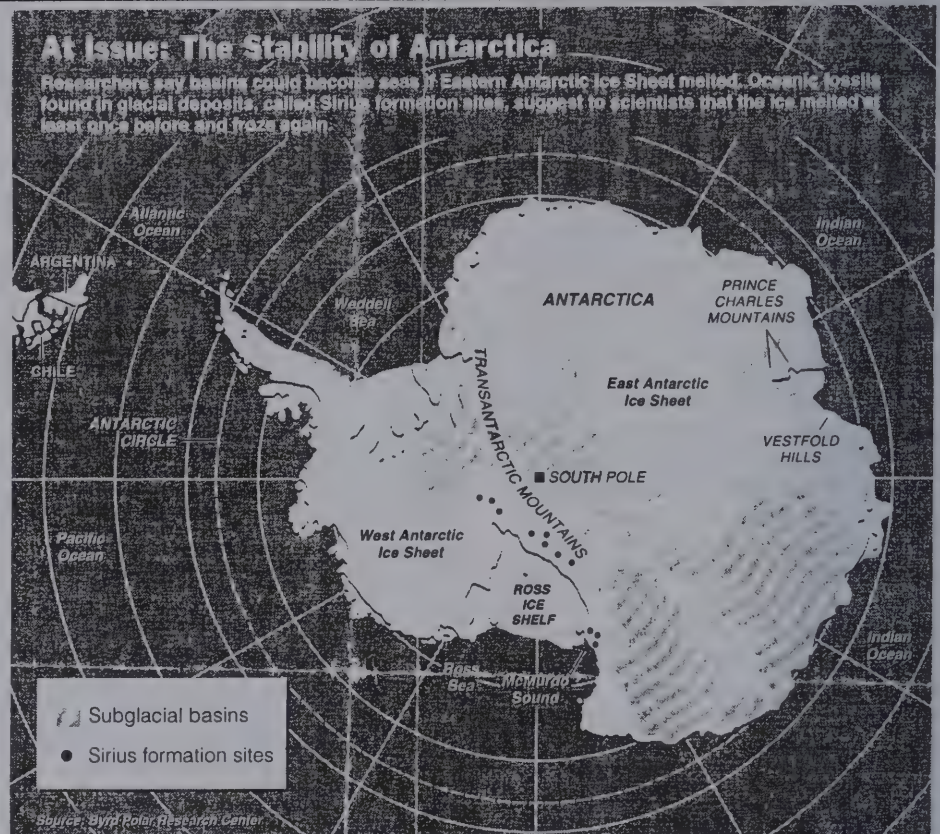 At Issue: The Stability of Antarctica
Researchers say basins could become seas if Eastern Antarctic Ice Sheet melted. Oceanic fossils
found in glacial deposits, called Sirius formation sites, suggest to scientists that the ice melted at
least once before and froze again.
Atlantic
Ocean
Indian
Ocean
ARGENTINA
Weddell
Sea
ANTARCTICA
PRINCE
CHARLES
MOUNTAINS
CHILE
TRANSANTARCTIC MOUNTAINS
East Antarctic
Ice Sheet
ANTARCTIC
CIRCLE
VESTFOLD
HILLS
SOUTH POLE
Pacific
Ocean
West Antarctic
Ice Sheet
ROSS
ICE
SHELF
Indian
Ocean
Ross
Sea
McMurdo
Sound
Subglacial basins
Sirius formation sites
Source: Byrd Polar Research Center